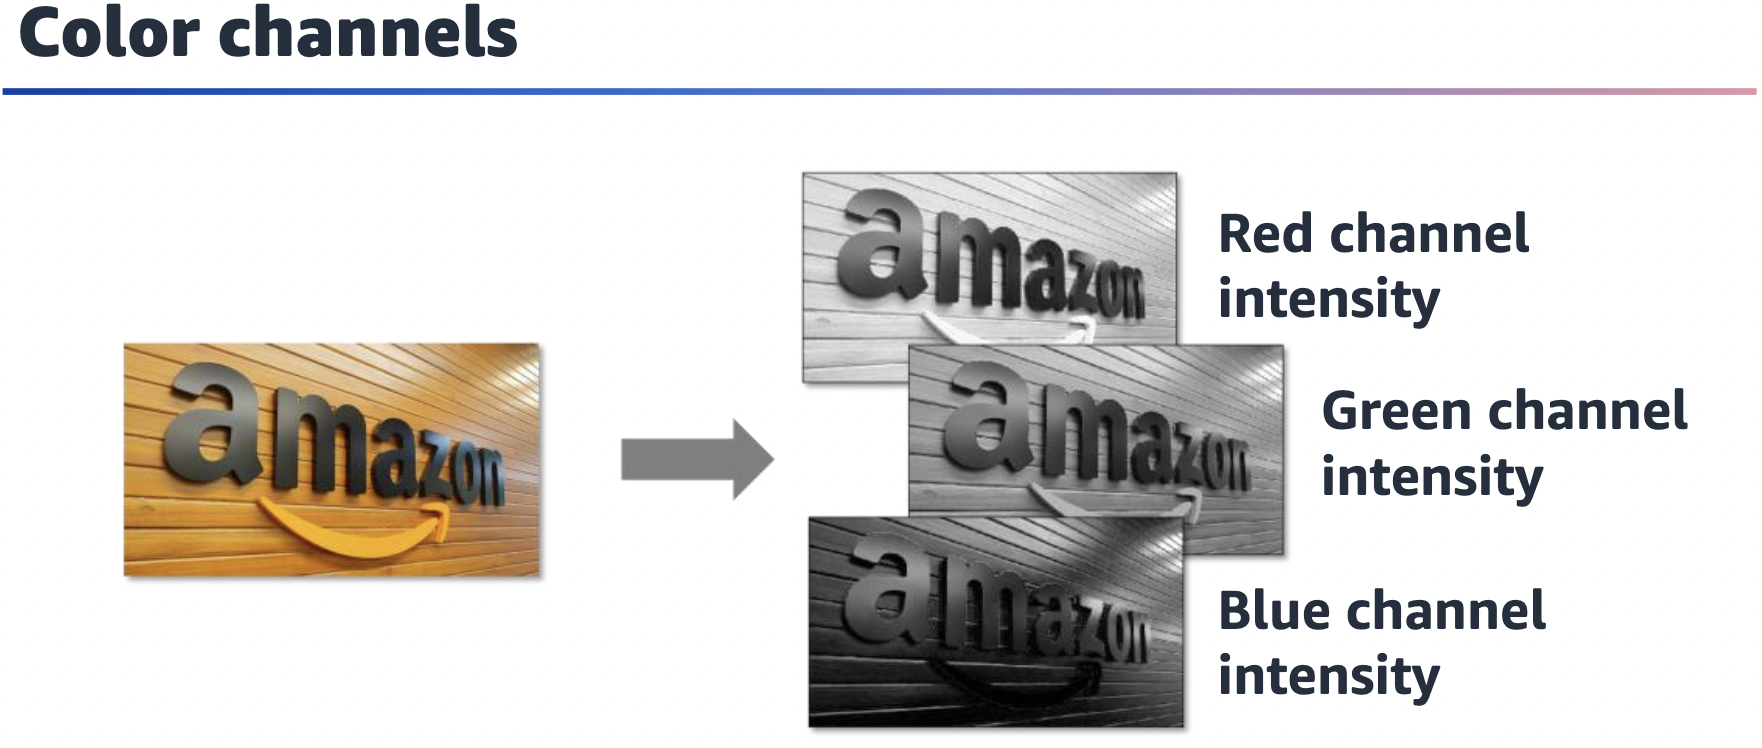 Color channels
amazon
amazon
Red channel
intensity
amazon
Green channel
intensity
amazon
Blue channel
intensity